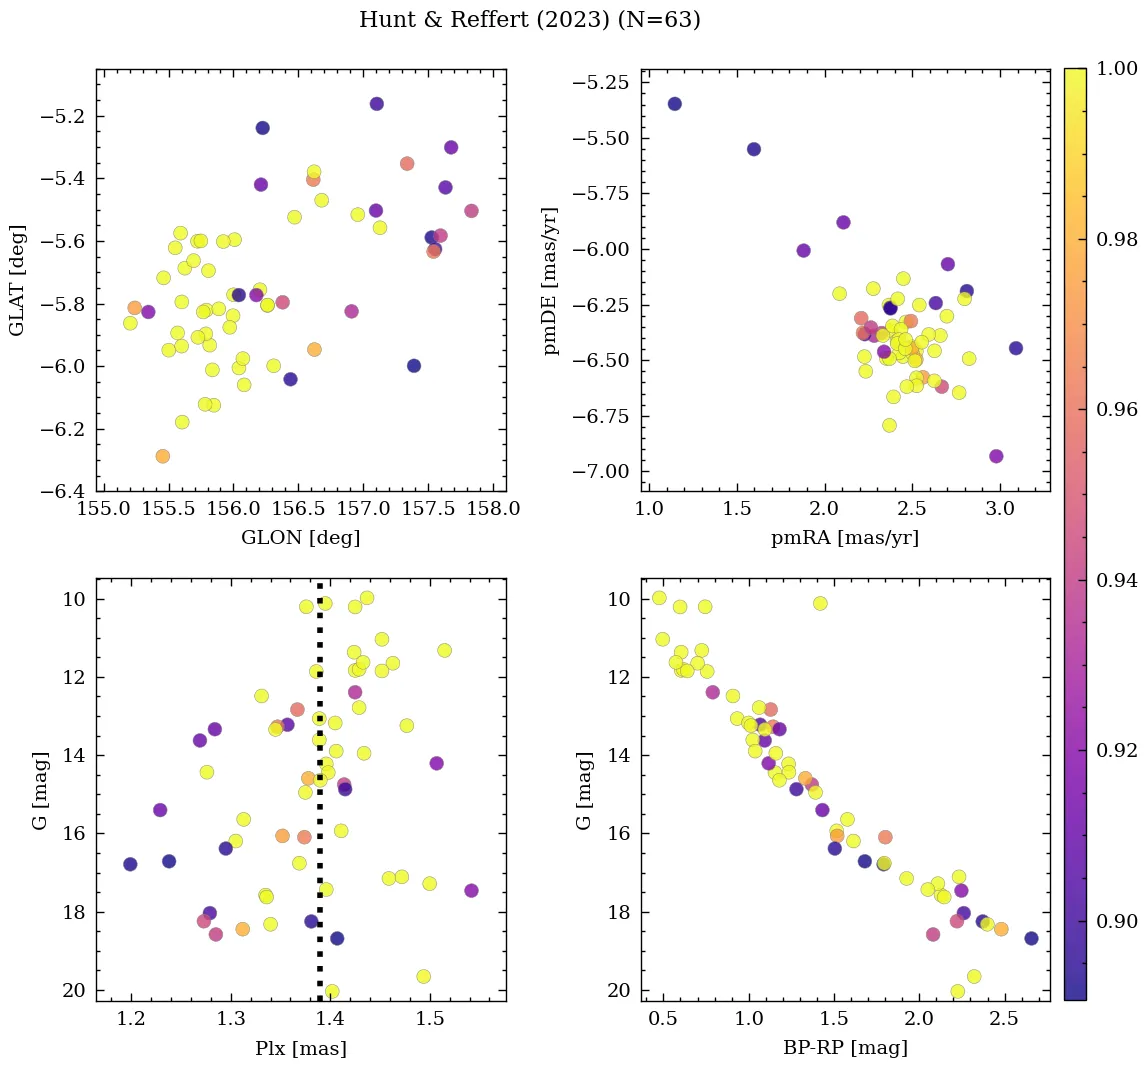 Hunt & Reffert (2023) (N=63)
−5.2
−5.4
−5.6
−5.8
−6.0
−6.2
−6.4
GLAT [deg]
155.0 155.5 156.0 156.5 157.0 157.5 158.0
GLON [deg]
−5.25
−5.50
−5.75
−6.00
−6.25
−6.50
−6.75
−7.00
pmDE [mas/yr]
1.0 1.5 2.0 2.5 3.0
pmRA [mas/yr]
10
12
14
16
18
20
G [mag]
1.2 1.3 1.4 1.5
Plx [mas]
10
12
14
16
18
20
G [mag]
0.5 1.0 1.5 2.0 2.5
BP-RP [mag]
1.00
0.98
0.96
0.94
0.92
0.90